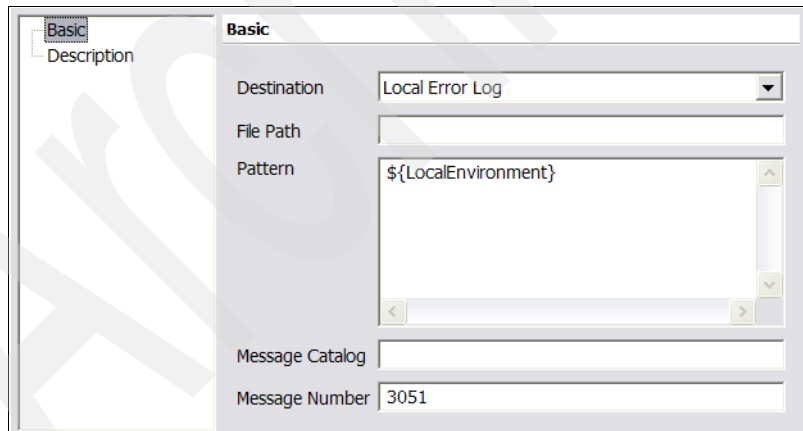 Basic
Description
Basic
Destination Local Error Log
File Path
Pattern ${LocalEnvironment}
Message Catalog
Message Number 3051